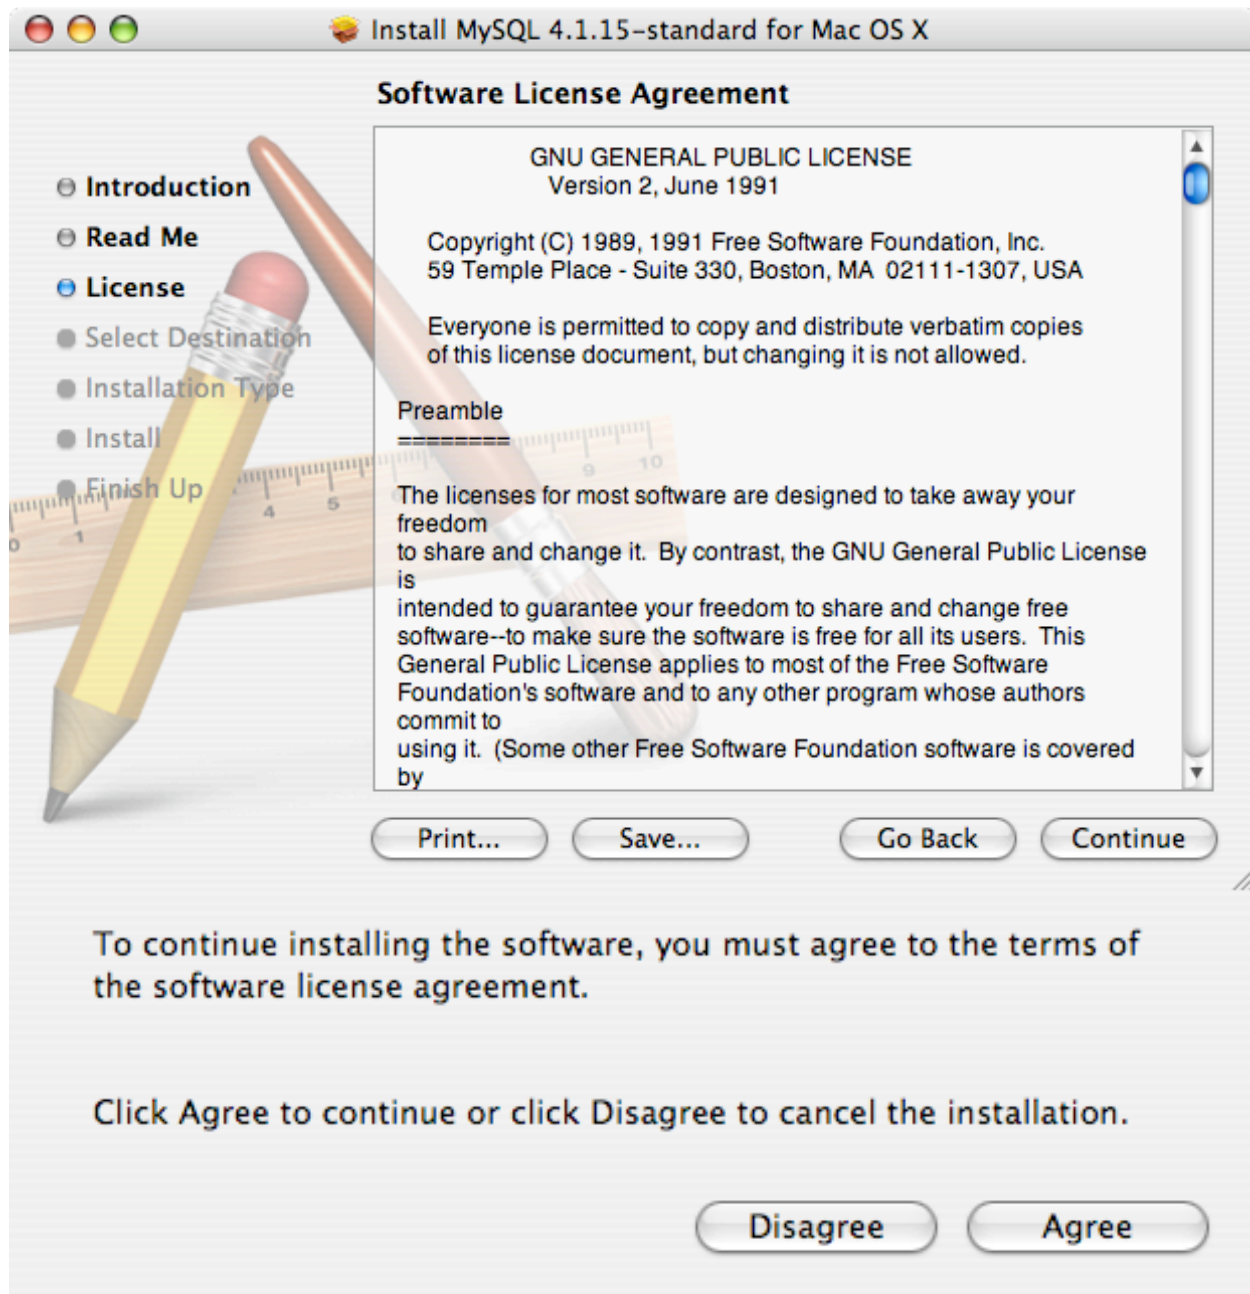 Install MySQL 4.1.15-standard for Mac OS X
Software License Agreement
Introduction
Read Me
License
Select Destination
Installation Type
Install
Finish Up
GNU GENERAL PUBLIC LICENSE
Version 2, June 1991
Copyright (C) 1989, 1991 Free Software Foundation, Inc.
59 Temple Place - Suite 330, Boston, MA  02111-1307, USA
Everyone is permitted to copy and distribute verbatim copies
of this license document, but changing it is not allowed.
Preamble
========
The licenses for most software are designed to take away your
freedom
to share and change it.  By contrast, the GNU General Public License
is
intended to guarantee your freedom to share and change free
software--to make sure the software is free for all its users.  This
General Public License applies to most of the Free Software
Foundation's software and to any other program whose authors
commit to
using it.  (Some other Free Software Foundation software is covered
by
0 1 4 5 9 10
Print... Save... Go Back Continue
To continue installing the software, you must agree to the terms of
the software license agreement.
Click Agree to continue or click Disagree to cancel the installation.
Disagree Agree